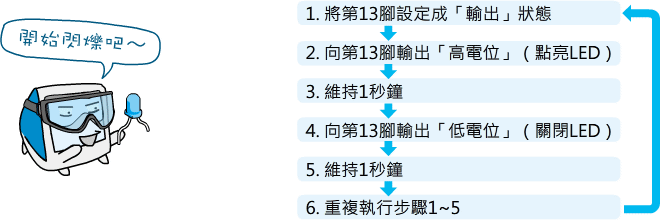 開始閃爍吧～
1. 將第13腳設定成「輸出」狀態
2. 向第13腳輸出「高電位」（點亮LED）
3. 維持1秒鐘
4. 向第13腳輸出「低電位」（關閉LED）
5. 維持1秒鐘
6. 重複執行步驟1~5